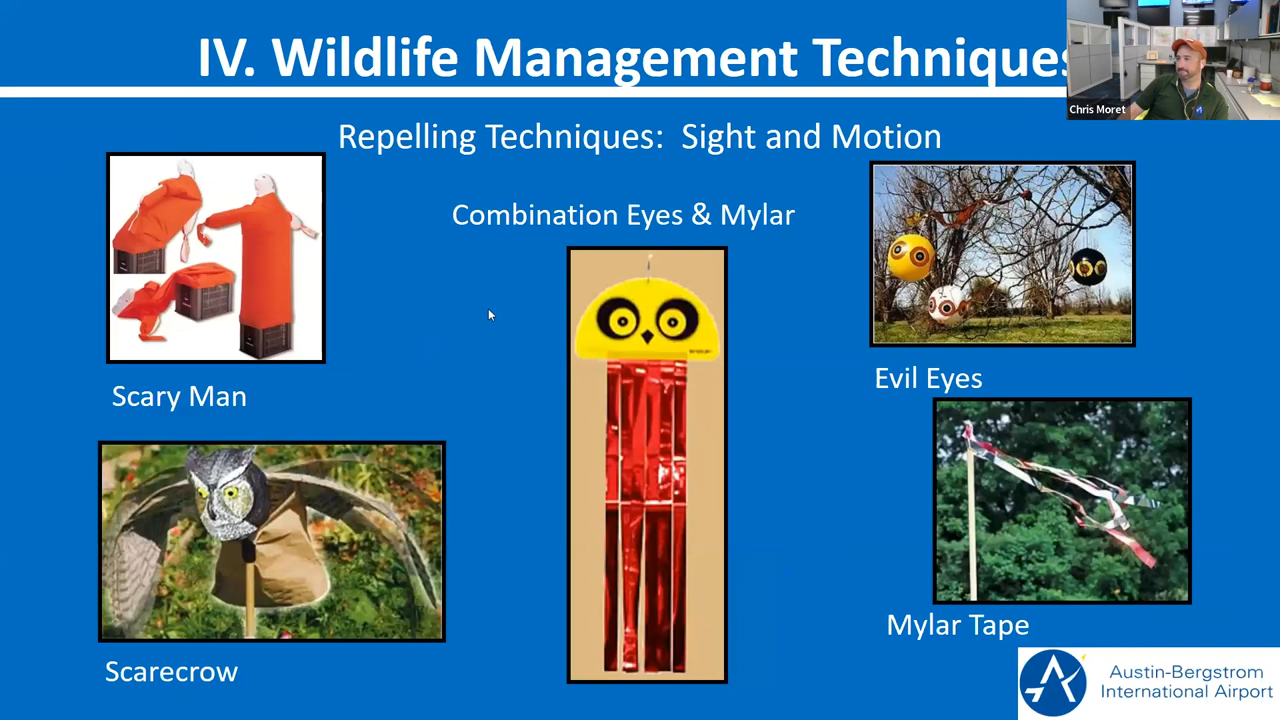 IV. Wildlife Management Techniques
Chris Moret
Repelling Techniques: Sight and Motion
Combination Eyes & Mylar
Evil Eyes
Scary Man
Mylar Tape
Scarecrow
Austin-Bergstrom
International Airport